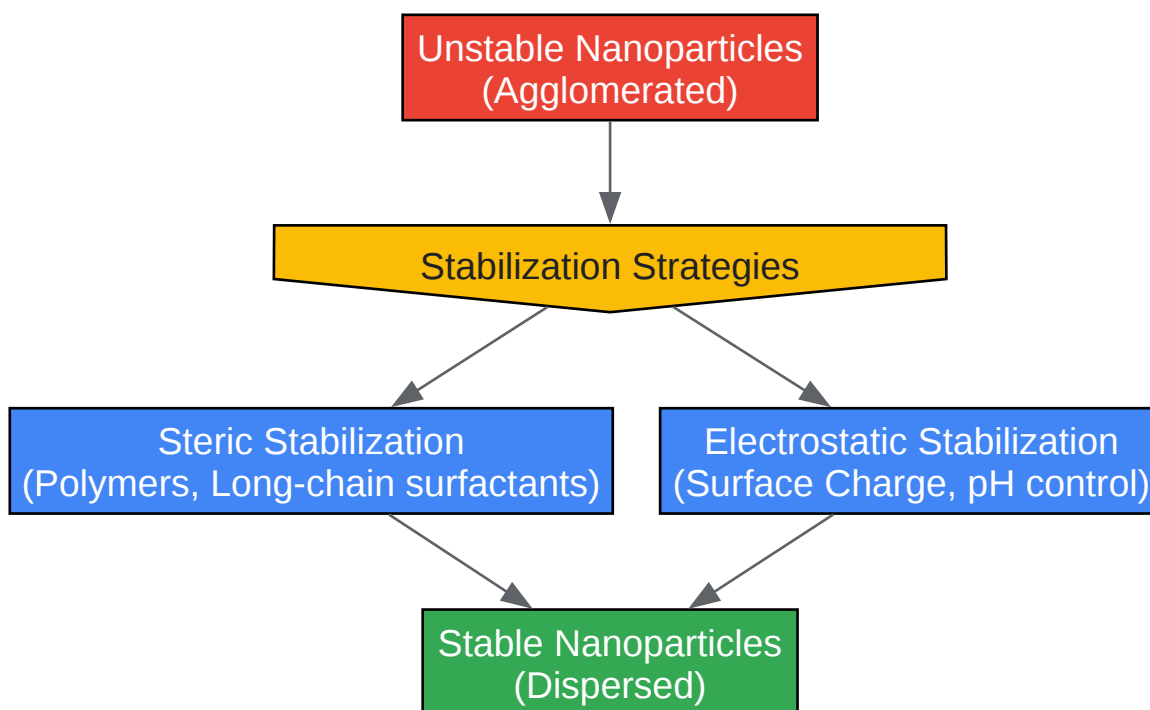 Unstable Nanoparticles
(Agglomerated)
Stabilization Strategies
Steric Stabilization
(Polymers, Long-chain surfactants)
Electrostatic Stabilization
(Surface Charge, pH control)
Stable Nanoparticles
(Dispersed)